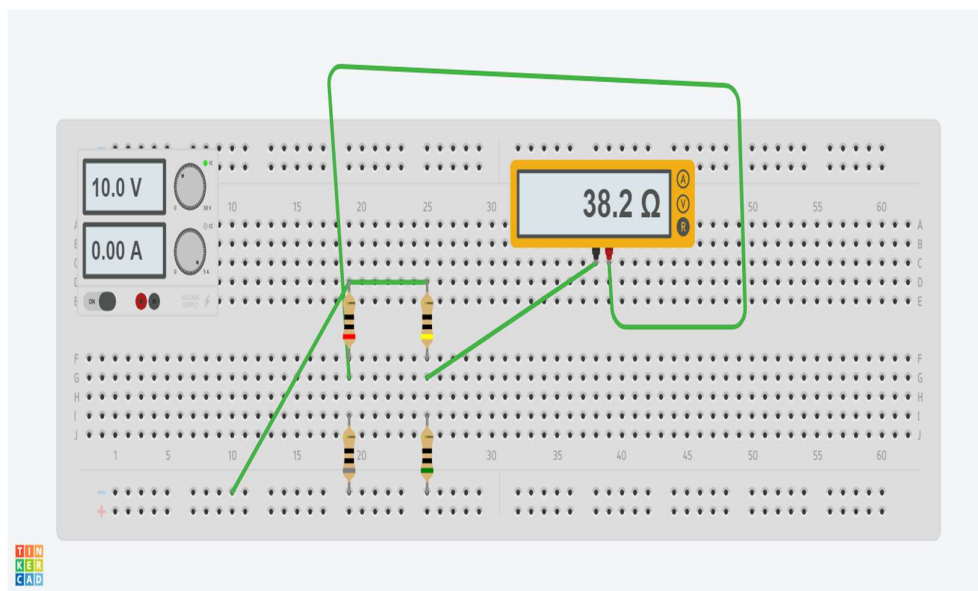 10.0 V
0.00 A
ON
38.2 Ω
A
V
R
10 15 20 25 30 50 55 60
A A
B B
C C
D D
E E
F F
G G
H H
I I
J J
1 5 10 15 20 25 30 35 40 45 50 55 60
-
+
TIN
KER
CAD